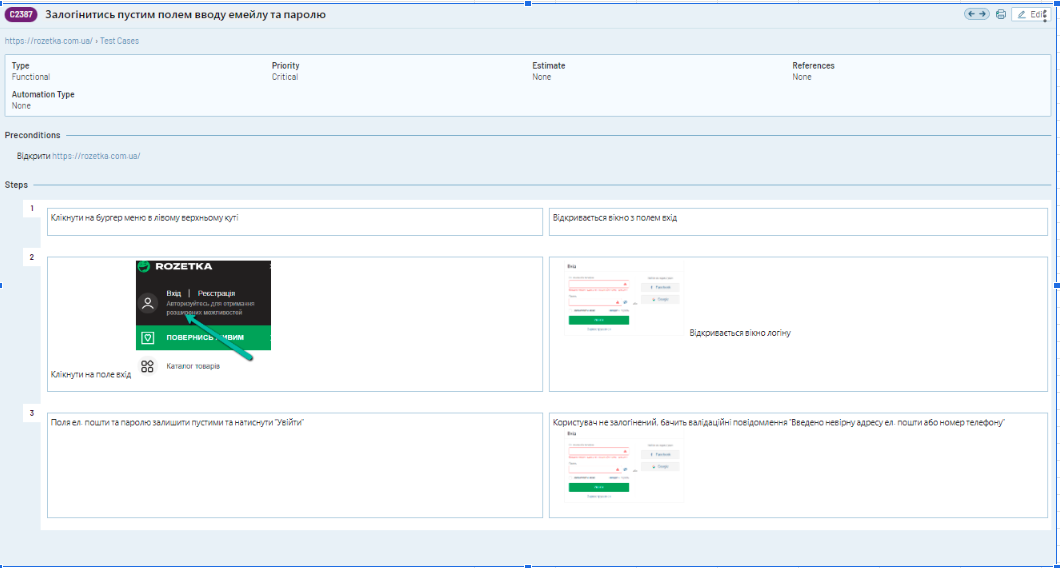 C2387 Залогінитись пустим полем вводу емейлу та паролю
Edit
https://rozetka.com.ua/ › Test Cases
Type Priority Estimate References
Functional Critical None None
Automation Type
None
Preconditions
Відкрити https://rozetka.com.ua/
Steps
1
Клікнути на бургер меню в лівому верхньому куті
Відкривається вікно з полем вхід
2
ROZETKA
Вхід | Реєстрація
Авторизуйтесь для отримання
розширених можливостей
ПОВЕРНИСЬ ЖИВИМ
Каталог товарів
Клікнути на поле вхід
Вхід
Facebook
Google
Відкривається вікно логіну
3
Поля ел. пошти та паролю залишити пустими та натиснути "Увійти"
Користувач не залогінений, бачить валідаційні повідомлення "Введено невірну адресу ел. пошти або номер телефону"
Вхід
Facebook
Google